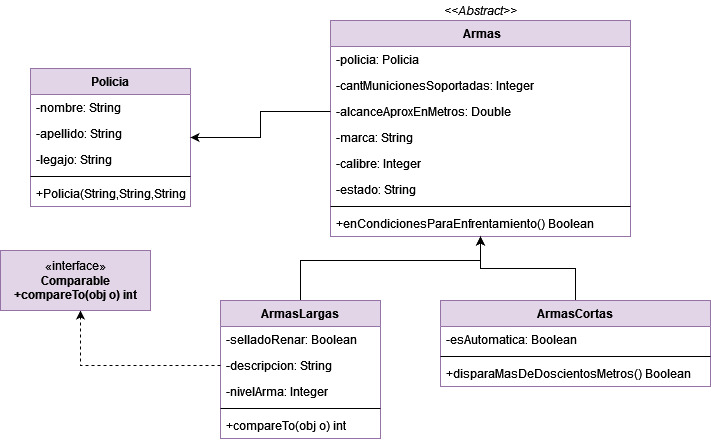 <<Abstract>>
Armas
-policia: Policia
-cantMunicionesSoportadas: Integer
-alcanceAproxEnMetros: Double
-marca: String
-calibre: Integer
-estado: String
+enCondicionesParaEnfrentamiento() Boolean
Policia
-nombre: String
-apellido: String
-legajo: String
+Policia(String,String,String
«interface»
Comparable
+compareTo(obj o) int
ArmasLargas
-selladoRenar: Boolean
-descripcion: String
-nivelArma: Integer
+compareTo(obj o) int
ArmasCortas
-esAutomatica: Boolean
+disparaMasDeDoscientosMetros() Boolean